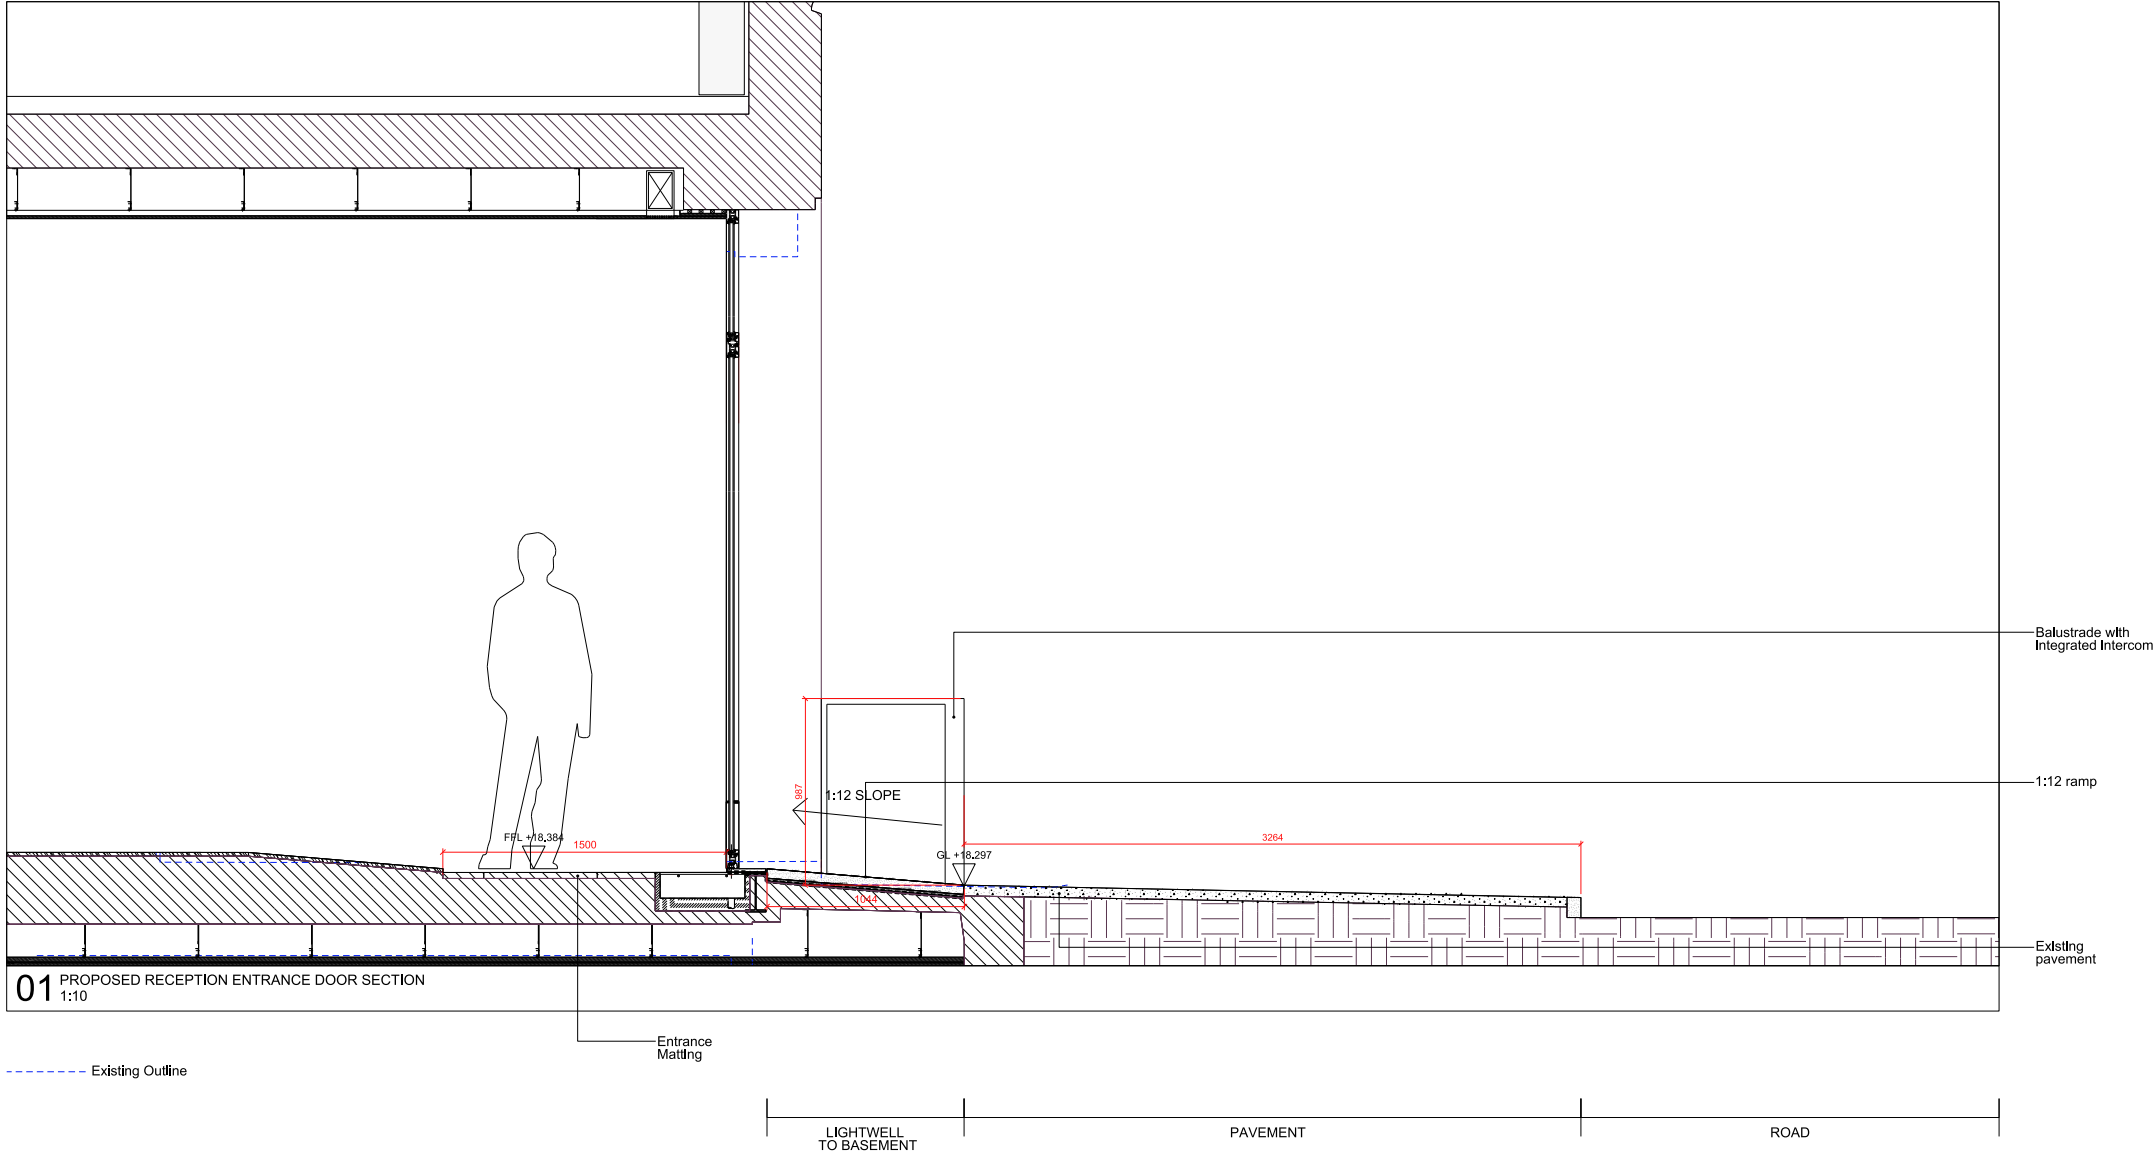 Balustrade with
Integrated Intercom
987
1:12 SLOPE
1:12 ramp
FFL +18.384
1500
3264
GL +18.297
1044
Existing
pavement
01 PROPOSED RECEPTION ENTRANCE DOOR SECTION
1:10
Entrance
Matting
Existing Outline
LIGHTWELL
TO BASEMENT
PAVEMENT
ROAD